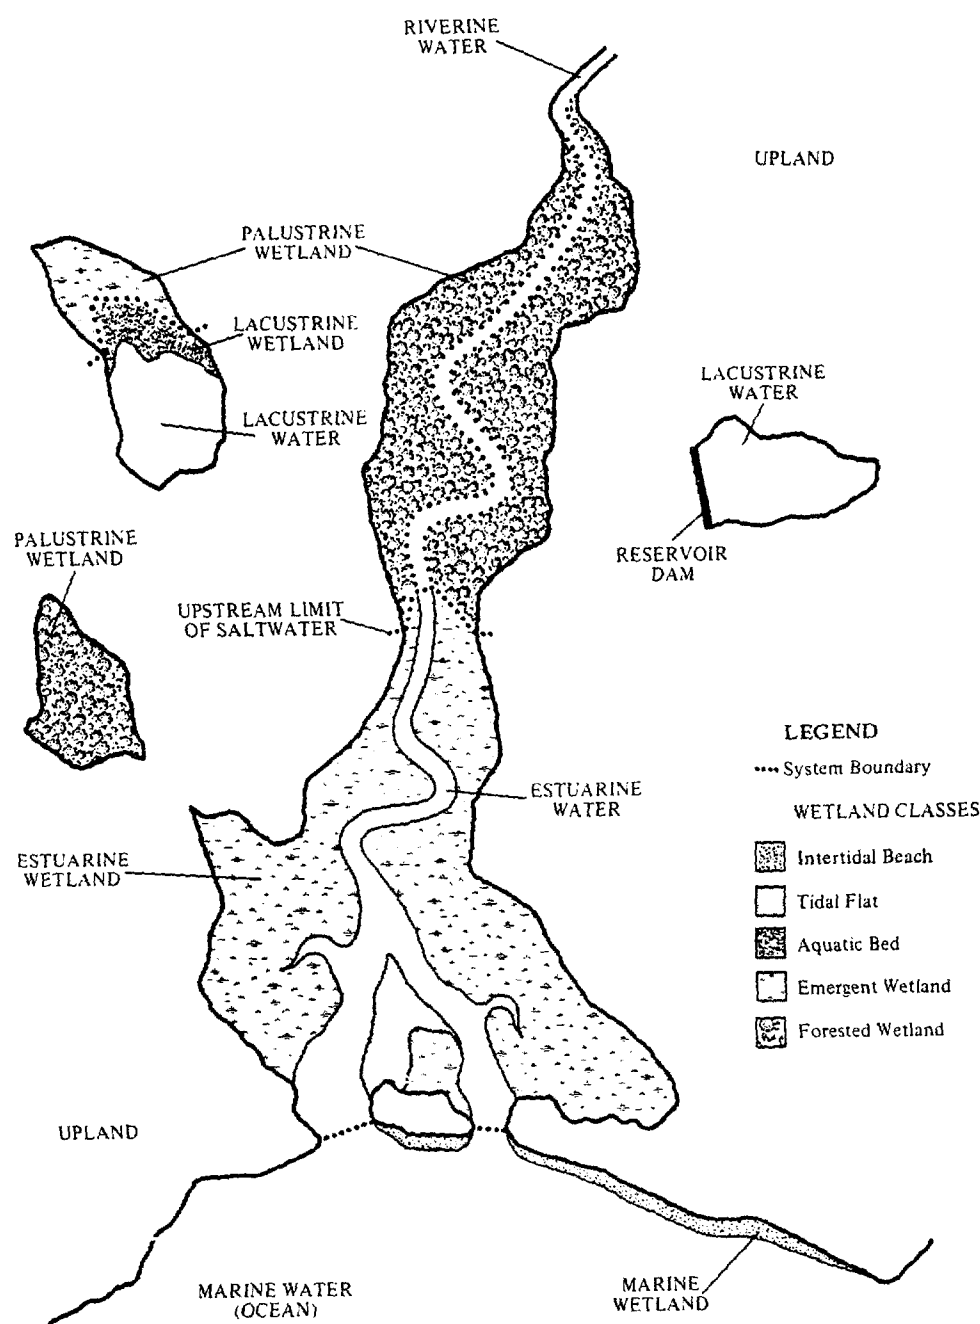 RIVERINE
WATER
UPLAND
PALUSTRINE
WETLAND
LACUSTRINE
WETLAND
LACUSTRINE
WATER
LACUSTRINE
WATER
RESERVOIR
DAM
PALUSTRINE
WETLAND
UPSTREAM LIMIT
OF SALTWATER
LEGEND
System Boundary
WETLAND CLASSES
Intertidal Beach
Tidal Flat
Aquatic Bed
Emergent Wetland
Forested Wetland
ESTUARINE
WATER
ESTUARINE
WETLAND
UPLAND
MARINE WATER
(OCEAN)
MARINE
WETLAND